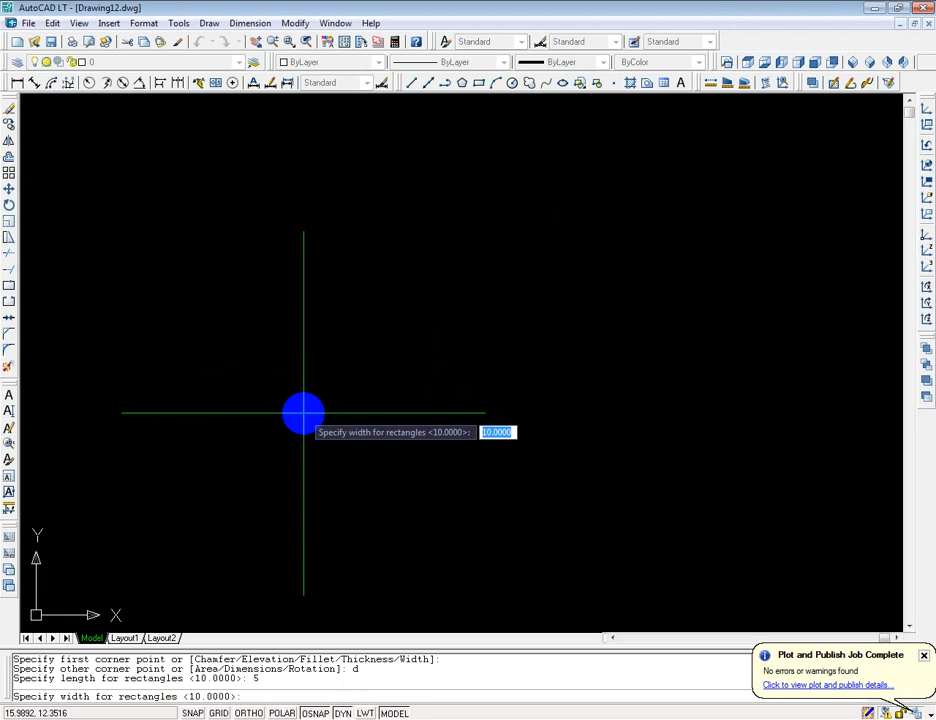 AutoCAD LT - [Drawing12.dwg]
File Edit View Insert Format Tools Draw Dimension Modify Window Help
Standard Standard Standard
0 ByLayer ByLayer ByLayer ByColor
Standard
Specify width for rectangles <10.0000>: 10.0000
Y
X
Model Layout1 Layout2
Specify first corner point or [Chamfer/Elevation/Fillet/Thickness/Width]:
Specify other corner point or [Area/Dimensions/Rotation]: d
Specify length for rectangles <10.0000>: 5
Specify width for rectangles <10.0000>:
Plot and Publish Job Complete
No errors or warnings found
Click to view plot and publish details...
15.9892, 12.3516 SNAP GRID ORTHO POLAR OSNAP DYN LWT MODEL